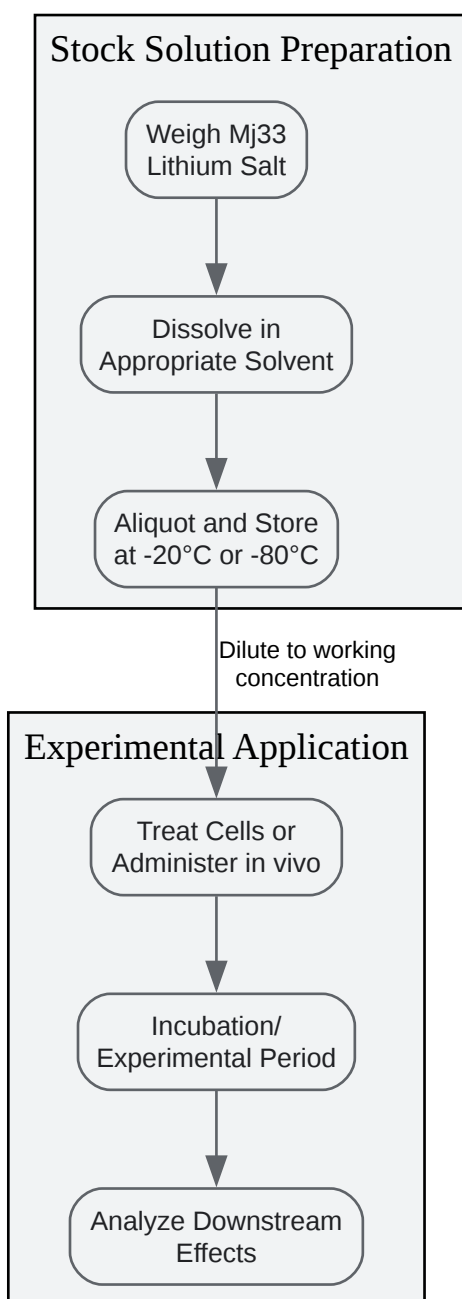 Stock Solution Preparation
Weigh Mj33
Lithium Salt
Dissolve in
Appropriate Solvent
Aliquot and Store
at -20°C or -80°C
Dilute to working
concentration
Experimental Application
Treat Cells or
Administer in vivo
Incubation/
Experimental Period
Analyze Downstream
Effects